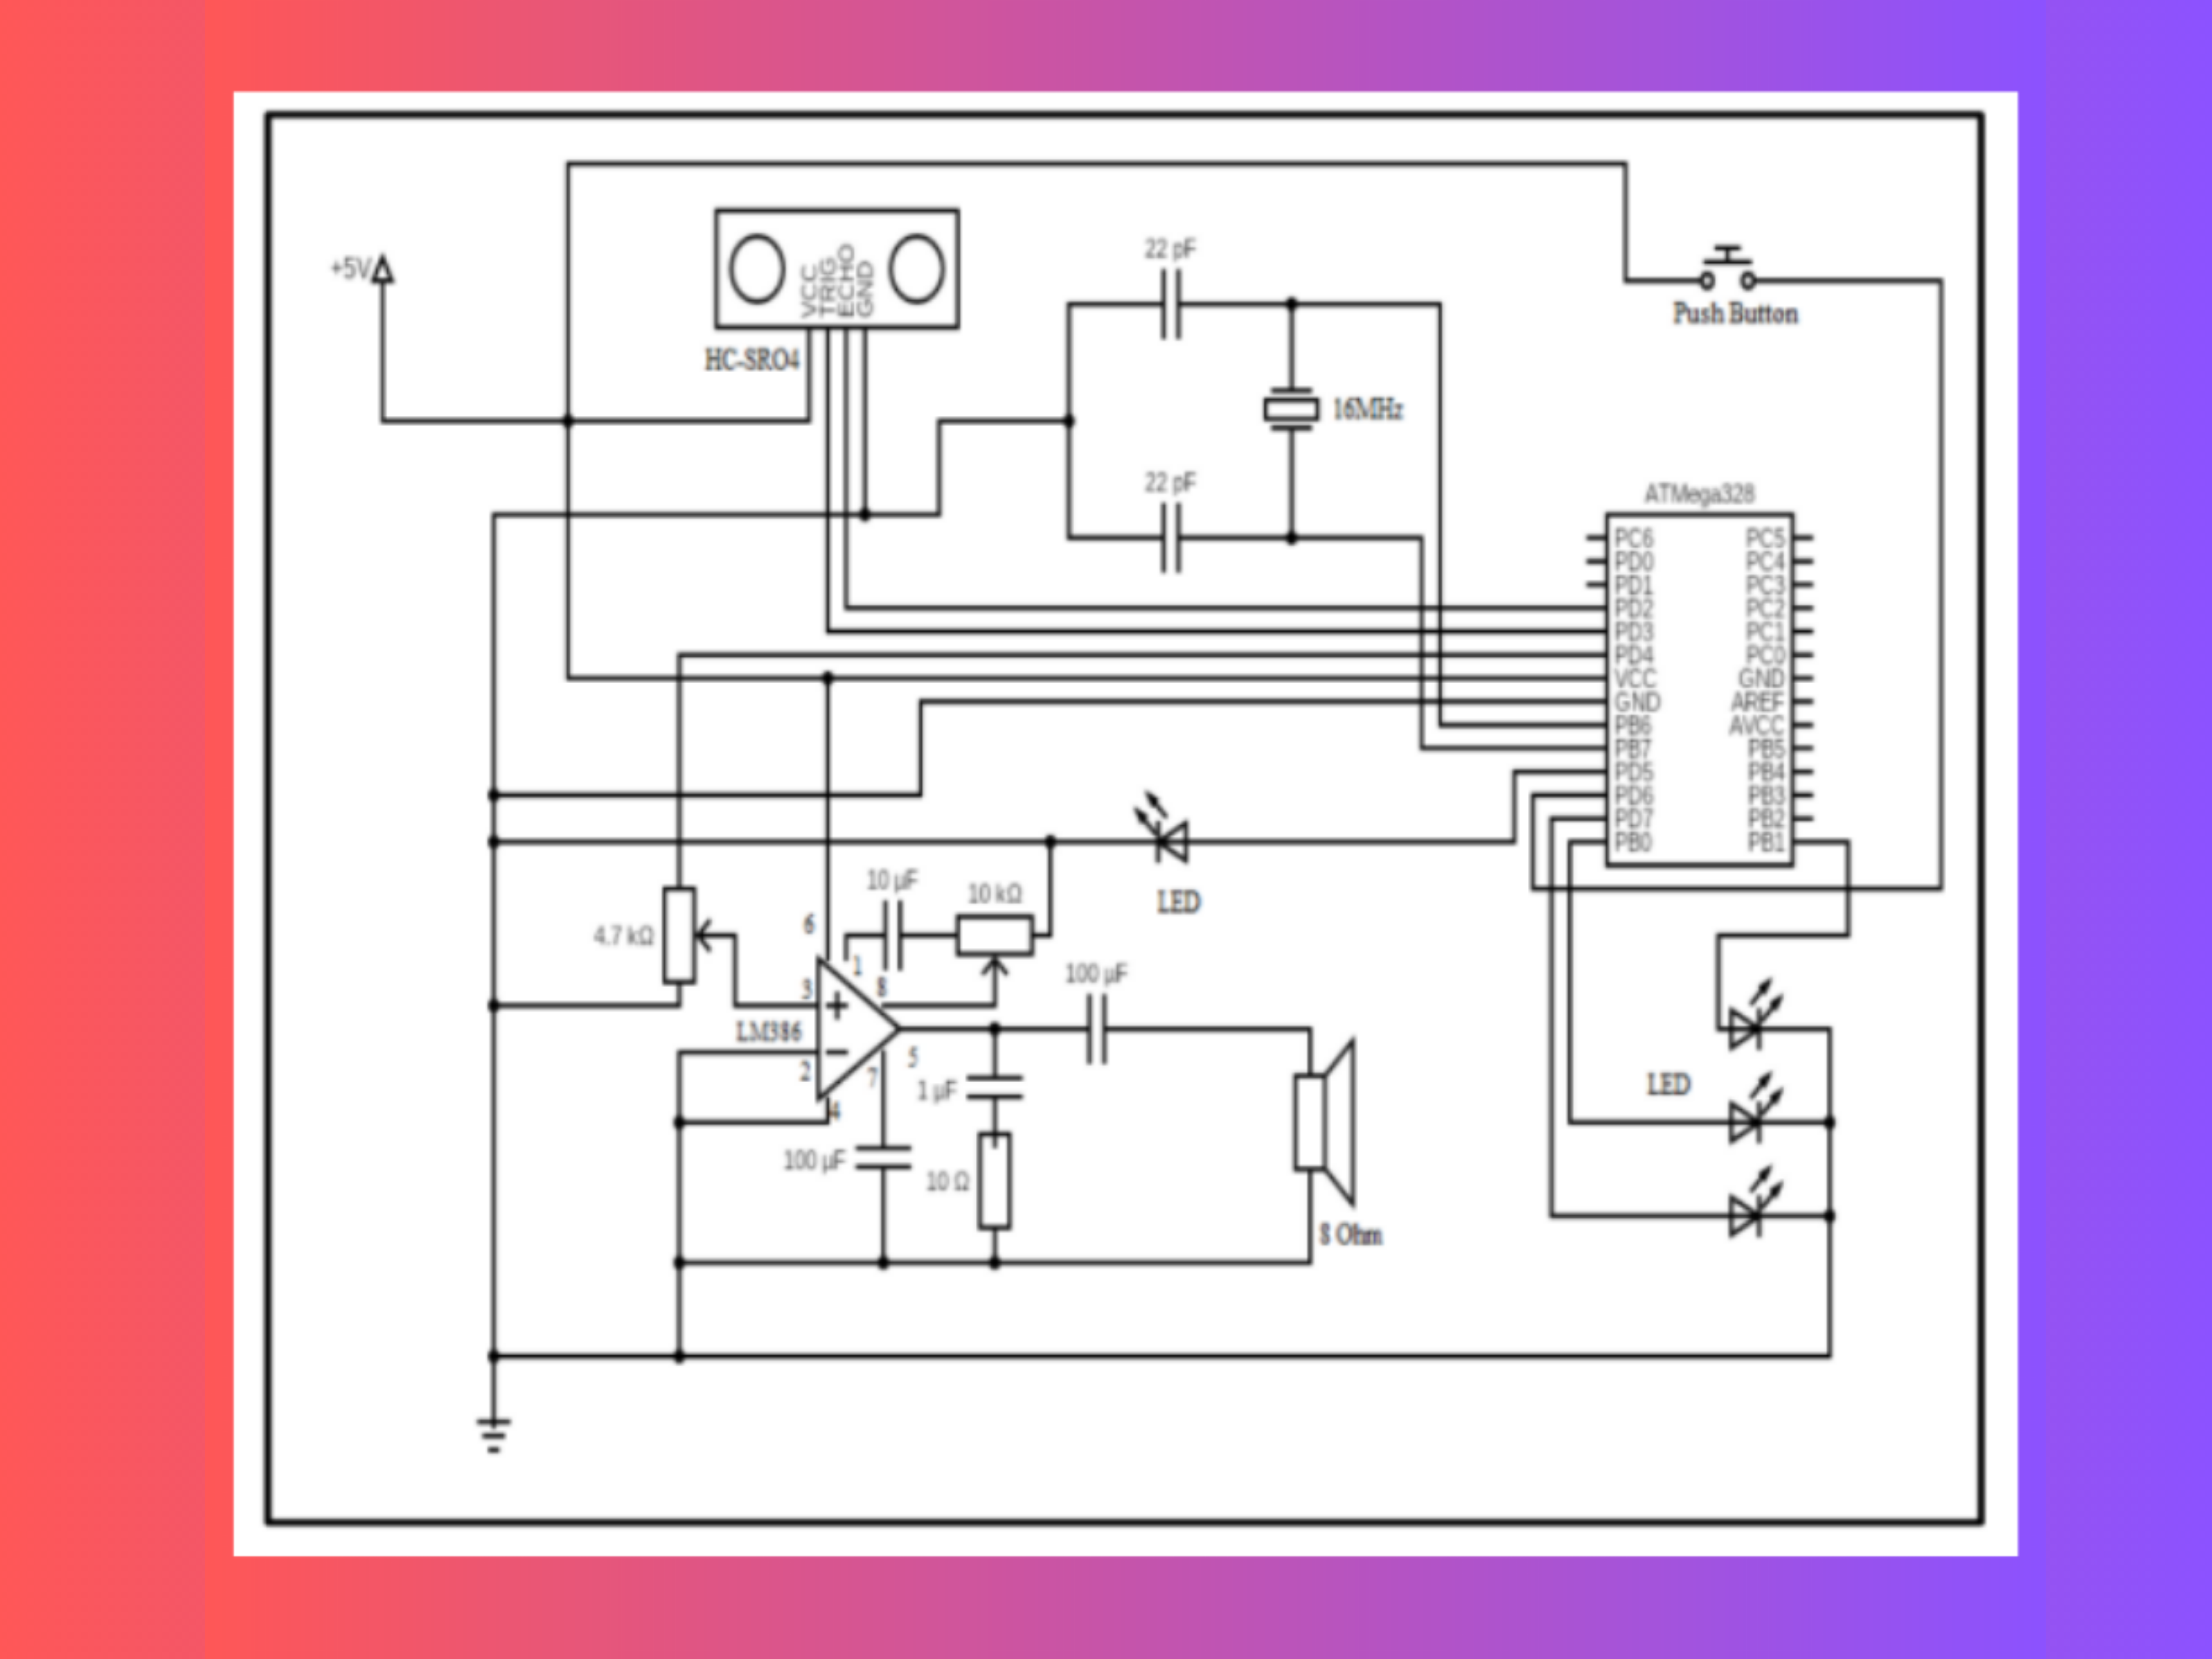 +5V
VCC
TRIG
ECHO
GND
HC-SRO4
22 pF
16MHz
22 pF
Push Button
ATMega328
PC6 PC5
PD0 PC4
PD1 PC3
PD2 PC2
PD3 PC1
PD4 PC0
VCC GND
GND AREF
PB6 AVCC
PB7 PB5
PD5 PB4
PD6 PB3
PD7 PB2
PB0 PB1
LED
10 µF
10 kΩ
4.7 kΩ
6
1
3
8
100 µF
LM386
2
7
5
4
1 µF
100 µF
10 Ω
8 Ohm
LED